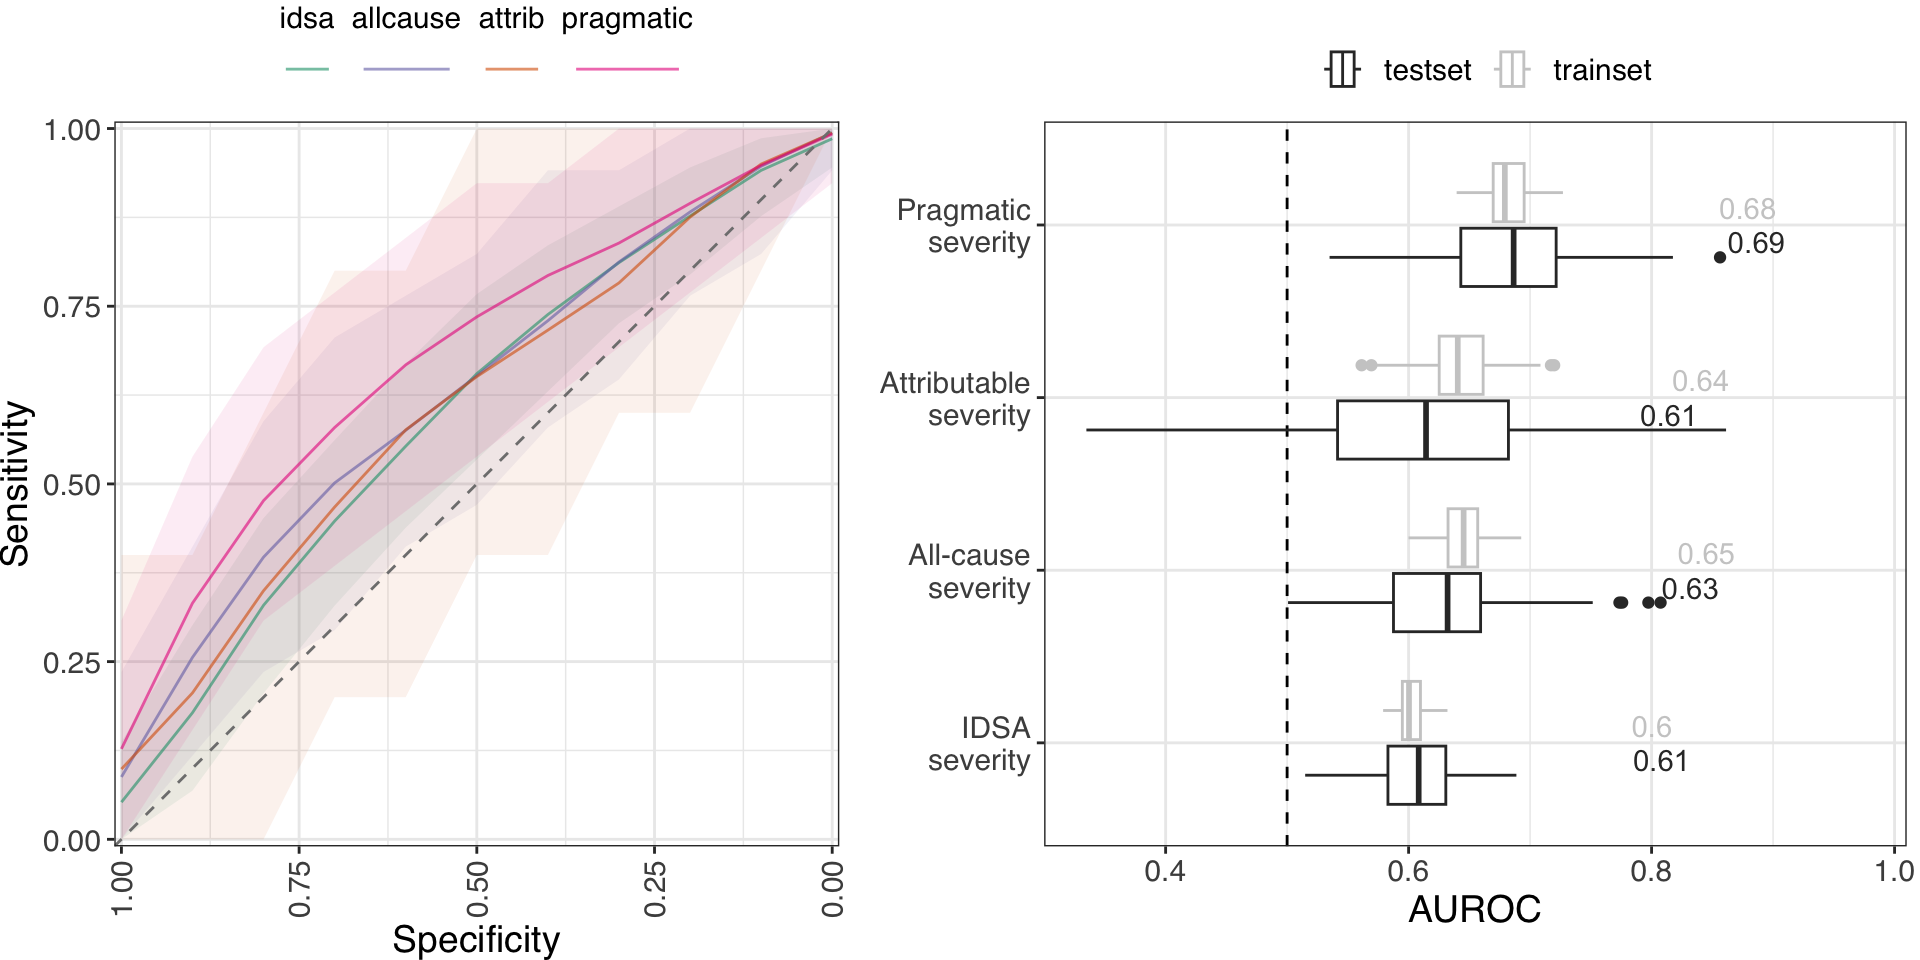 idsa allcause attrib pragmatic
1.00
0.75
0.50
0.25
0.00
Sensitivity
1.00 0.75 0.50 0.25 0.00
Specificity
testset trainset
Pragmatic
severity
0.68
0.69
Attributable
severity
0.64
0.61
All-cause
severity
0.65
0.63
IDSA
severity
0.6
0.61
0.4 0.6 0.8 1.0
AUROC